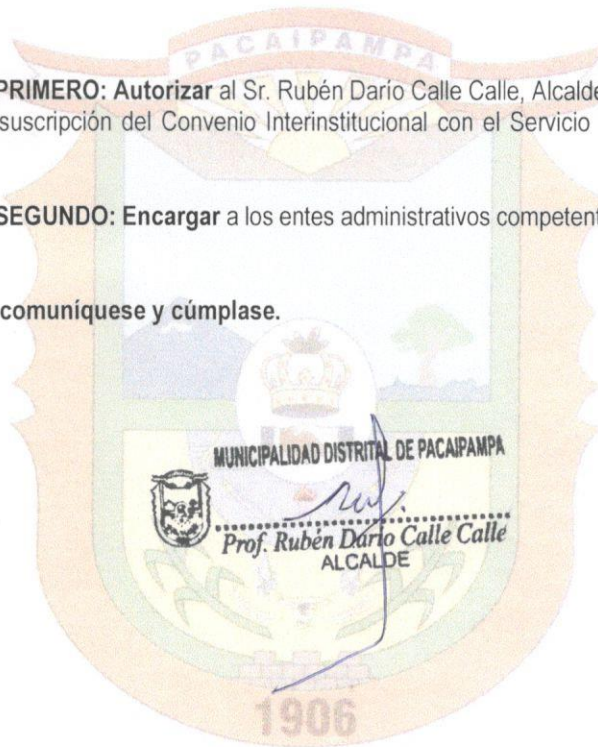 PACAIPAMPA
PRIMERO: Autorizar al Sr. Rubén Darío Calle Calle, Alcalde
suscripción del Convenio Interinstitucional con el Servicio
SEGUNDO: Encargar a los entes administrativos
comuníquese y cúmplase.
MUNICIPALIDAD DISTRITAL DE PACAIPAMPA
Prof. Rubén Darío Calle Calle
ALCALDE
1906